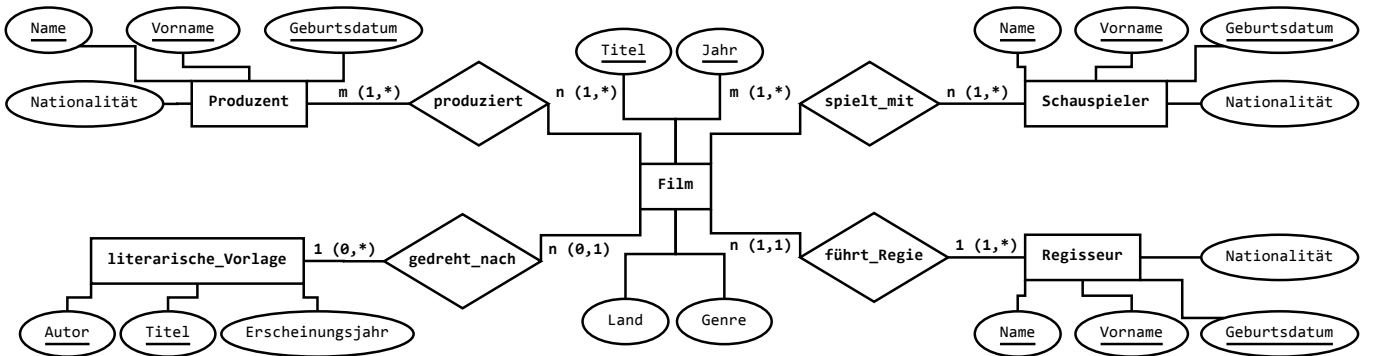 Name
Vorname
Geburtsdatum
Nationalität
Produzent
m (1,*)
produziert
n (1,*)
Titel
Jahr
m (1,*)
spielt_mit
n (1,*)
Name
Vorname
Geburtsdatum
Schauspieler
Nationalität
Film
literarische_Vorlage
1 (0,*)
gedreht_nach
n (0,1)
n (1,1)
führt_Regie
1 (1,*)
Regisseur
Nationalität
Autor
Titel
Erscheinungsjahr
Land
Genre
Name
Vorname
Geburtsdatum